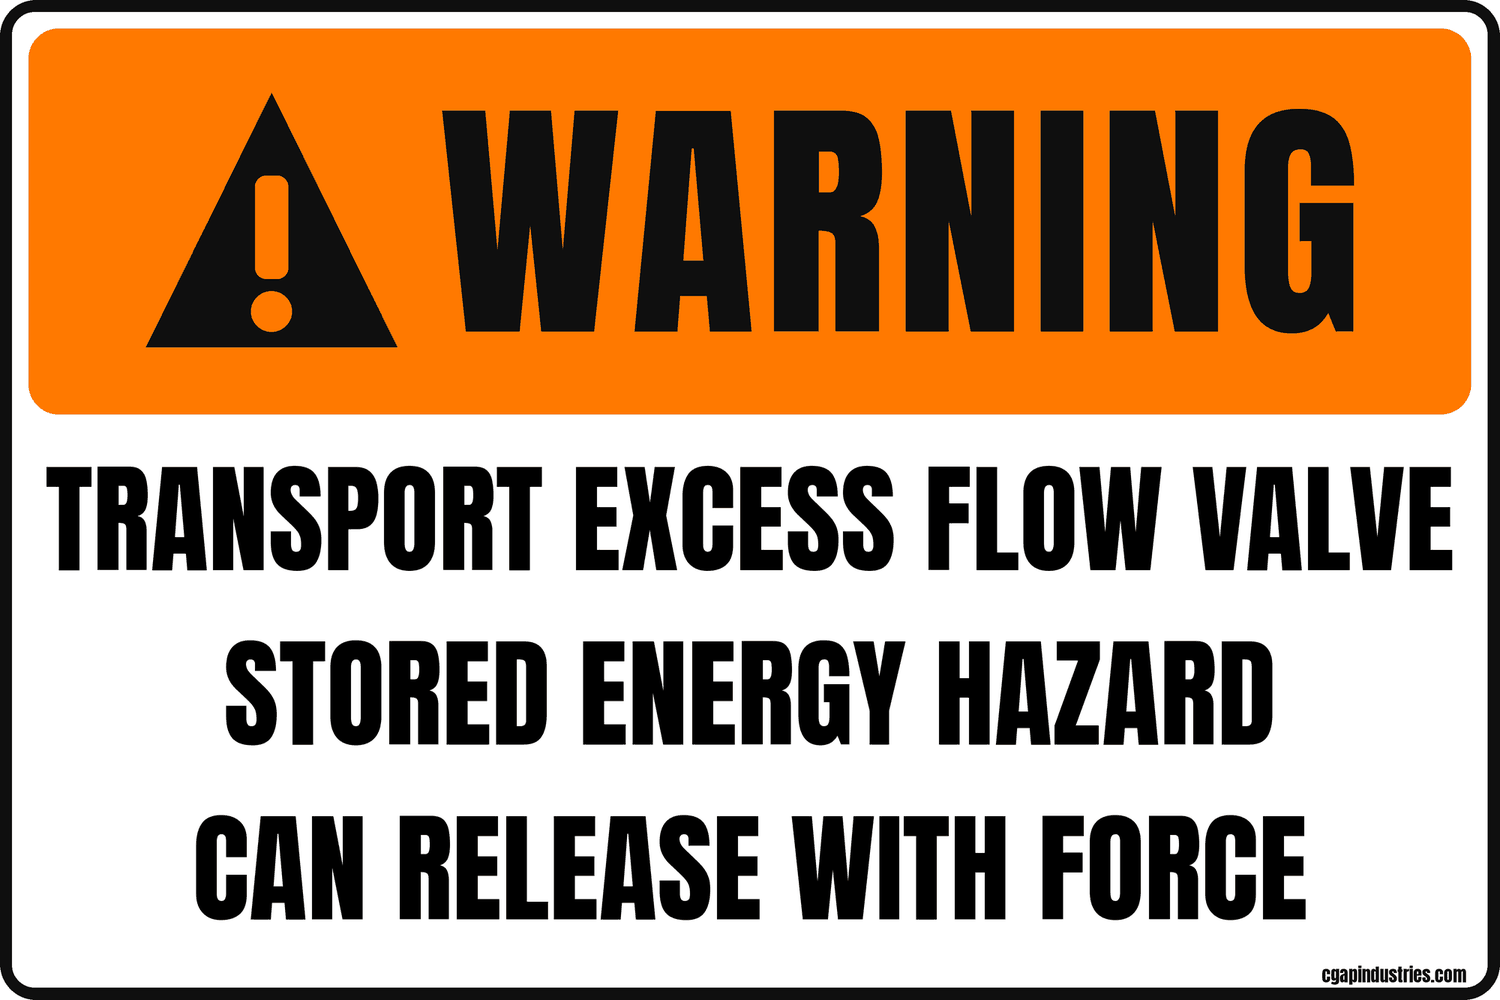 WARNING
TRANSPORT EXCESS FLOW VALVE
STORED ENERGY HAZARD
CAN RELEASE WITH FORCE
cgapindustries.com